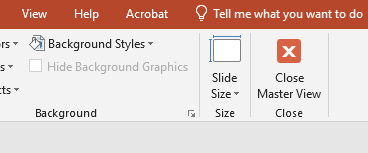 View Help Acrobat Tell me what you want to do
Background Styles
Hide Background Graphics
Slide
Size
Close
Master View
Background Size Close